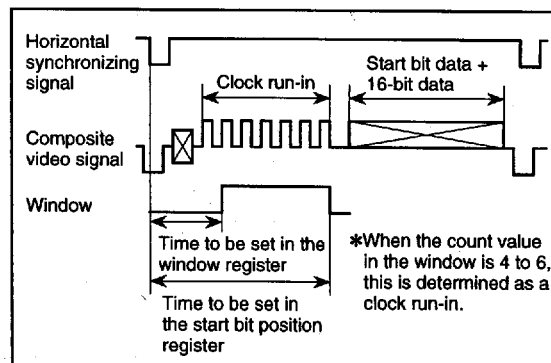 Horizontal
synchronizing
signal
Start bit data +
16-bit data
Clock run-in
Composite
video signal
Window
Time to be set in the
window register
Time to be set in
the start bit position
register
*When the count value
in the window is 4 to 6,
this is determined as a
clock run-in.